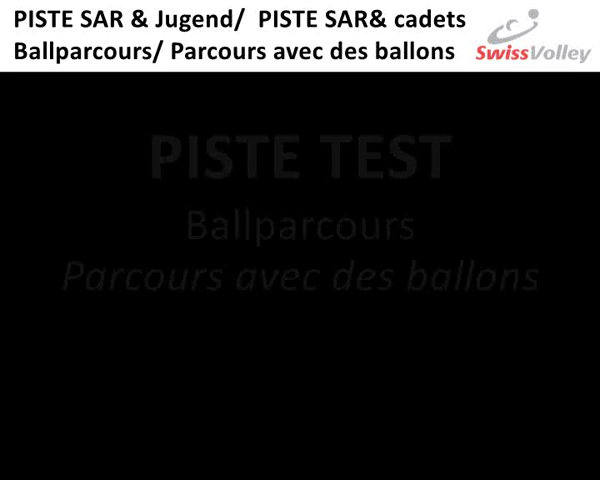 PISTE SAR & Jugend/ PISTE SAR& cadets
Ballparcours/ Parcours avec des ballons
SwissVolley
PISTE TEST
Ballparcours
Parcours avec des ballons